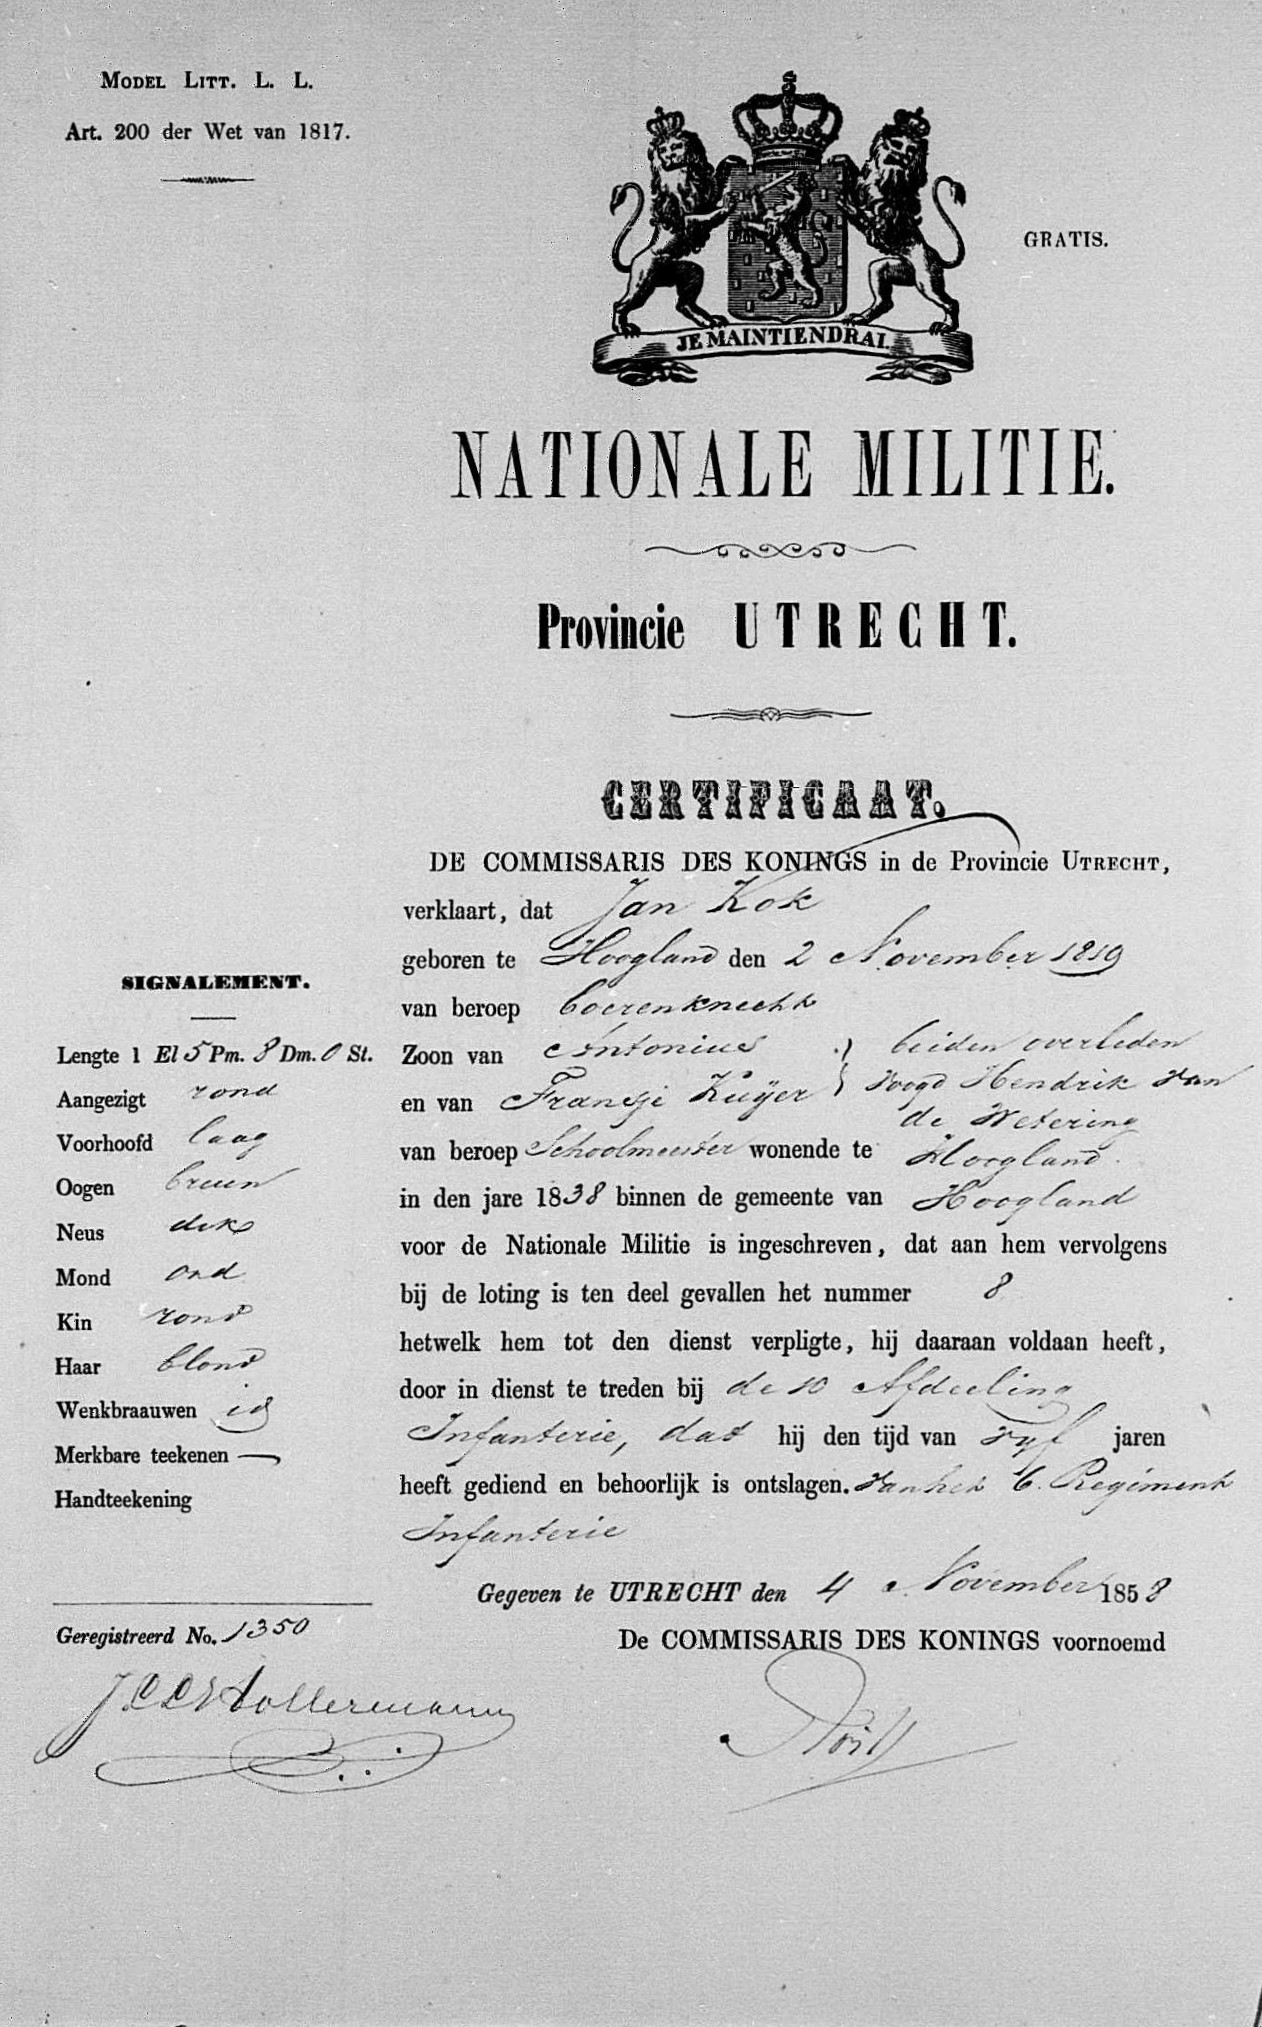 MODEL LITT. L. L.
Art. 200 der Wet van 1817.
GRATIS.
JE MAINTIENDRAI.
NATIONALE MILITIE.
Provincie UTRECHT.
CERTIFICAAT.
DE COMMISSARIS DES KONINGS in de Provincie UTRECHT,
verklaart, dat Jan Kok
geboren te Hoogland den 2 November 1819
van beroep boerenknecht
Zoon van Antonius } beiden overleden
en van Fransje Kuijer } voogd Hendrik van
de Wetering
van beroep Schoolmeester wonende te Hoogland.
in den jare 1838 binnen de gemeente van Hoogland
voor de Nationale Militie is ingeschreven, dat aan hem vervolgens
bij de loting is ten deel gevallen het nummer 8
hetwelk hem tot den dienst verpligte, hij daaraan voldaan heeft,
door in dienst te treden bij de 10 Afdeeling
Infanterie, dat hij den tijd van vyf jaren
heeft gediend en behoorlijk is ontslagen. van het 6. Regiment
Infanterie
Gegeven te UTRECHT den 4 November 1858
De COMMISSARIS DES KONINGS voornoemd
SIGNALEMENT.
Lengte 1 El 5 Pm. 8 Dm. 0 St.
Aangezigt rond
Voorhoofd laag
Oogen bruin
Neus dik
Mond ord
Kin rond
Haar blond
Wenkbraauwen id
Merkbare teekenen —
Handteekening
Geregistreerd No. 1350